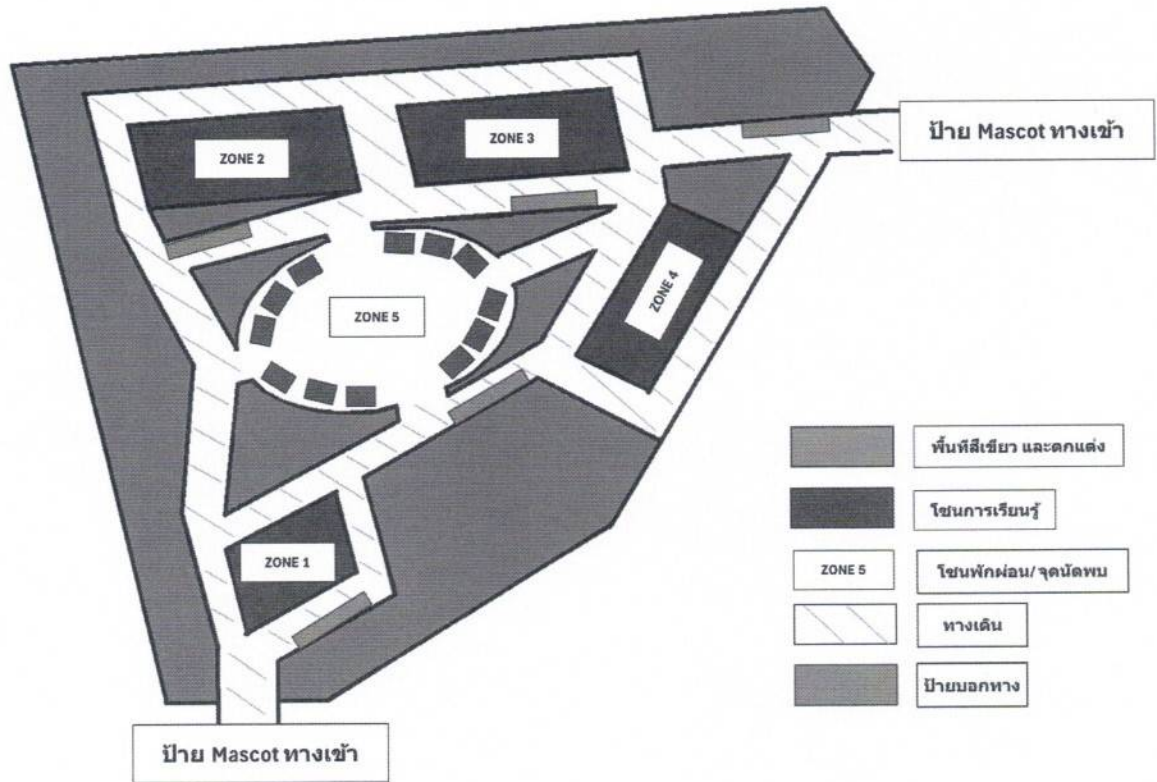 ป้าย Mascot ทางเข้า
ZONE 2
ZONE 3
ZONE 4
ZONE 5
ZONE 1
พื้นที่สีเขียว และตกแต่ง
โซนการเรียนรู้
ZONE 5
โซนพักผ่อน/จุดนัดพบ
ทางเดิน
ป้ายบอกทาง
ป้าย Mascot ทางเข้า